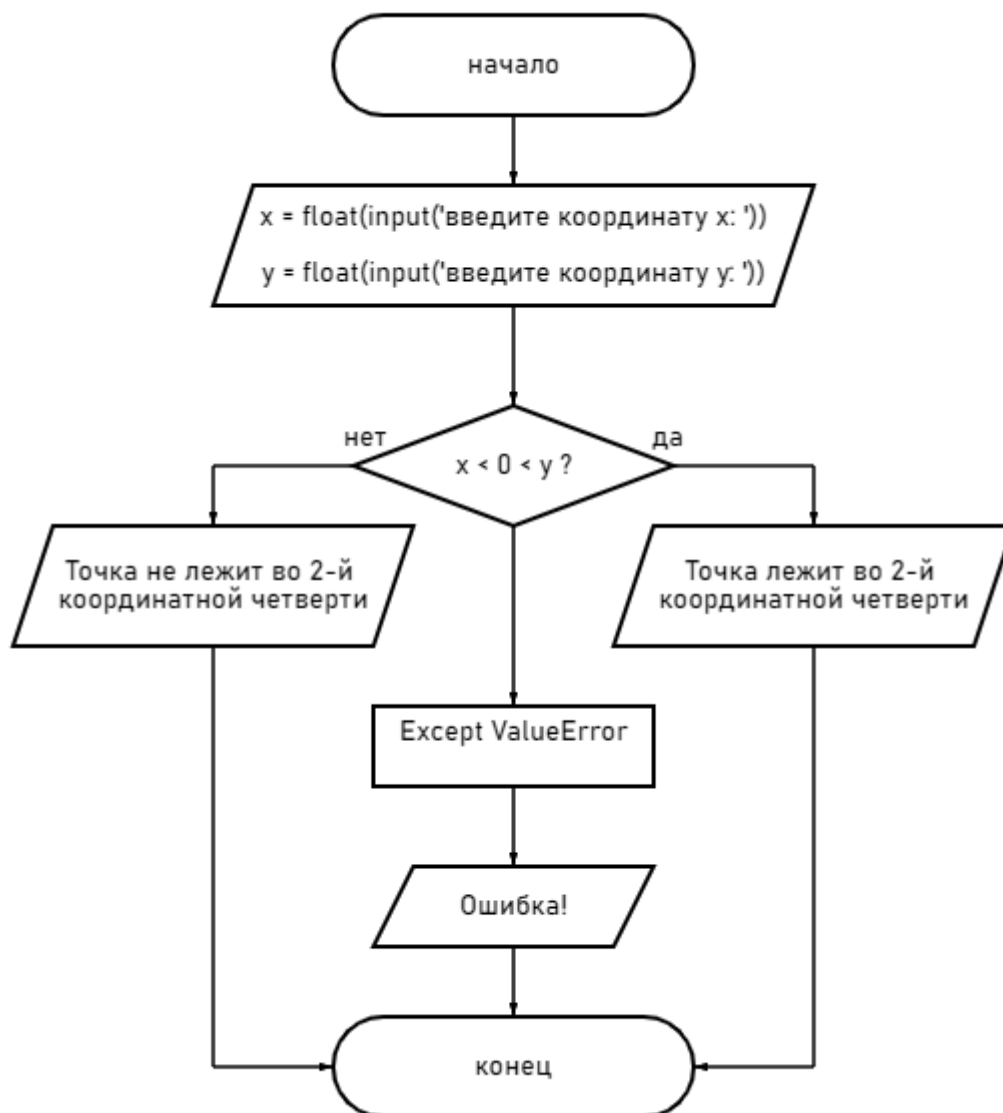 начало
x = float(input('введите координату x: '))
y = float(input('введите координату y: '))
нет
да
x < 0 < y ?
Точка не лежит во 2-й
координатной четверти
Точка лежит во 2-й
координатной четверти
Except ValueError
Ошибка!
конец